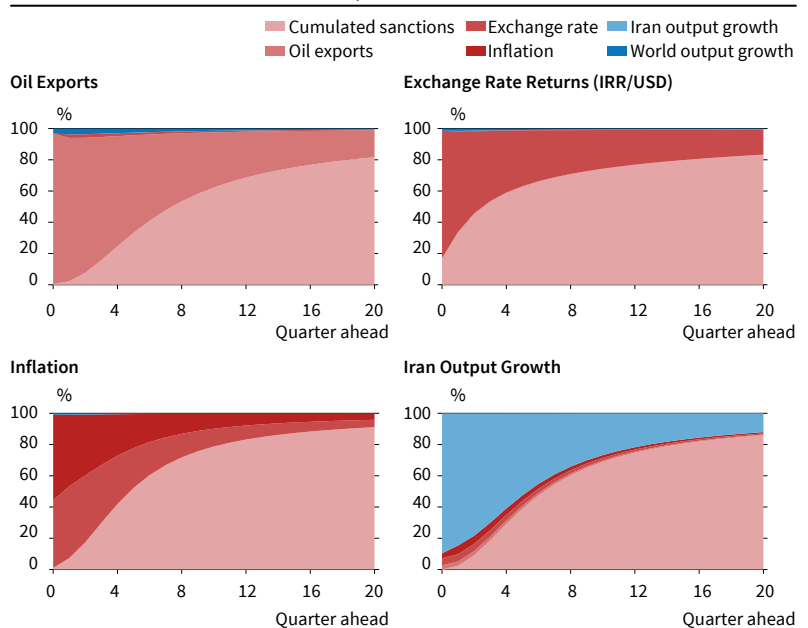 Cumulated sanctions Exchange rate Iran output growth
Oil exports Inflation World output growth
Oil Exports Exchange Rate Returns (IRR/USD)
% %
100 100
80 80
60 60
40 40
20 20
0 0
0 4 8 12 16 20 0 4 8 12 16 20
Quarter ahead Quarter ahead
Inflation Iran Output Growth
% %
100 100
80 80
60 60
40 40
20 20
0 0
0 4 8 12 16 20 0 4 8 12 16 20
Quarter ahead Quarter ahead